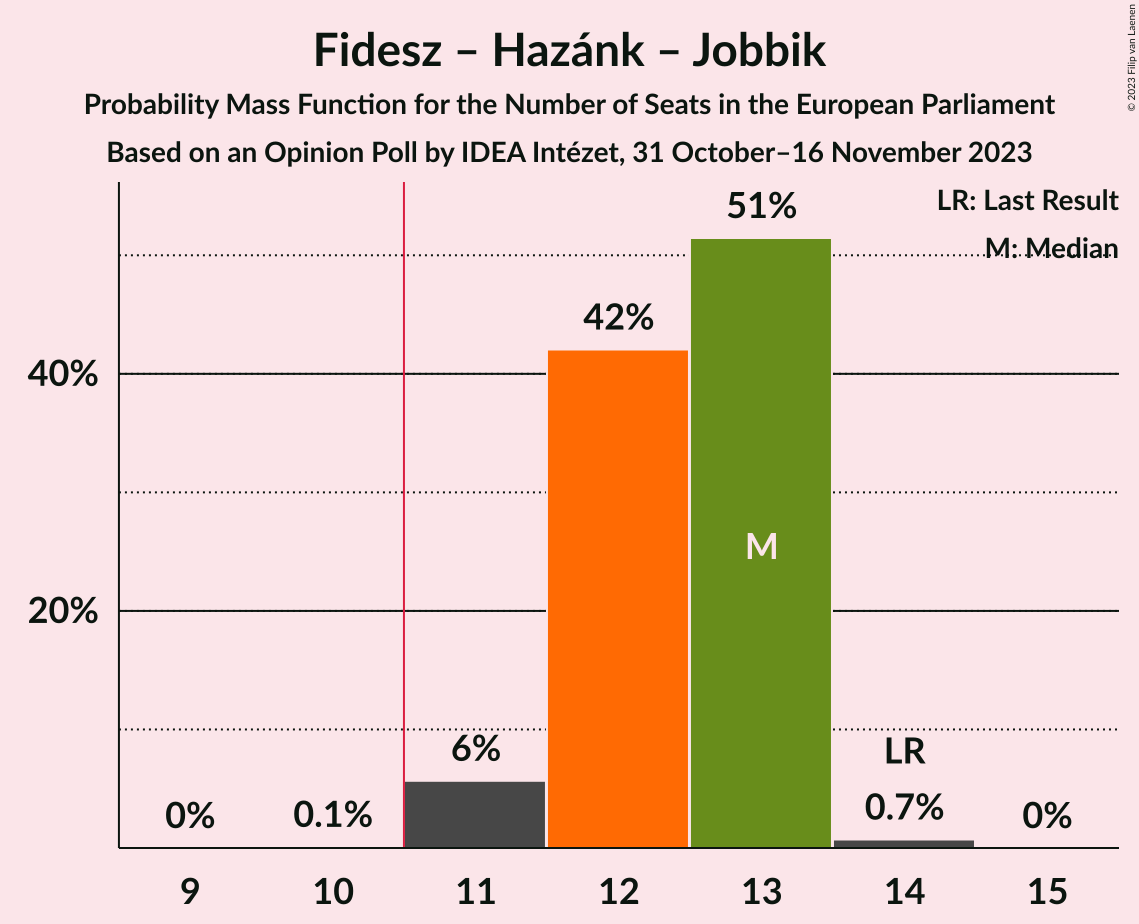 Fidesz – Hazánk – Jobbik
Probability Mass Function for the Number of Seats in the European Parliament
Based on an Opinion Poll by IDEA Intézet, 31 October–16 November 2023
© 2023 Filip van Laenen
LR: Last Result
M: Median
51%
42%
40%
M
20%
6%
LR
0%
0.1%
0.7%
0%
9
10
11
12
13
14
15